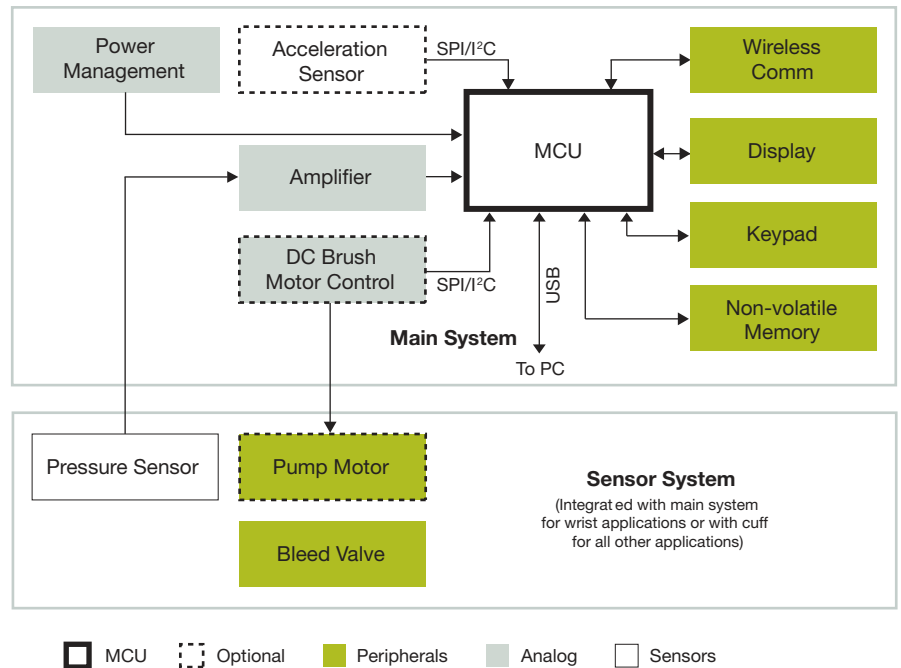 Power
Management
Acceleration
Sensor
SPI/I²C
Wireless
Comm
MCU
Display
Amplifier
Keypad
DC Brush
Motor Control
SPI/I²C
USB
Non-volatile
Memory
Main System
To PC
Pressure Sensor
Pump Motor
Bleed Valve
Sensor System
(Integrated with main system
for wrist applications or with cuff
for all other applications)
MCU
Optional
Peripherals
Analog
Sensors